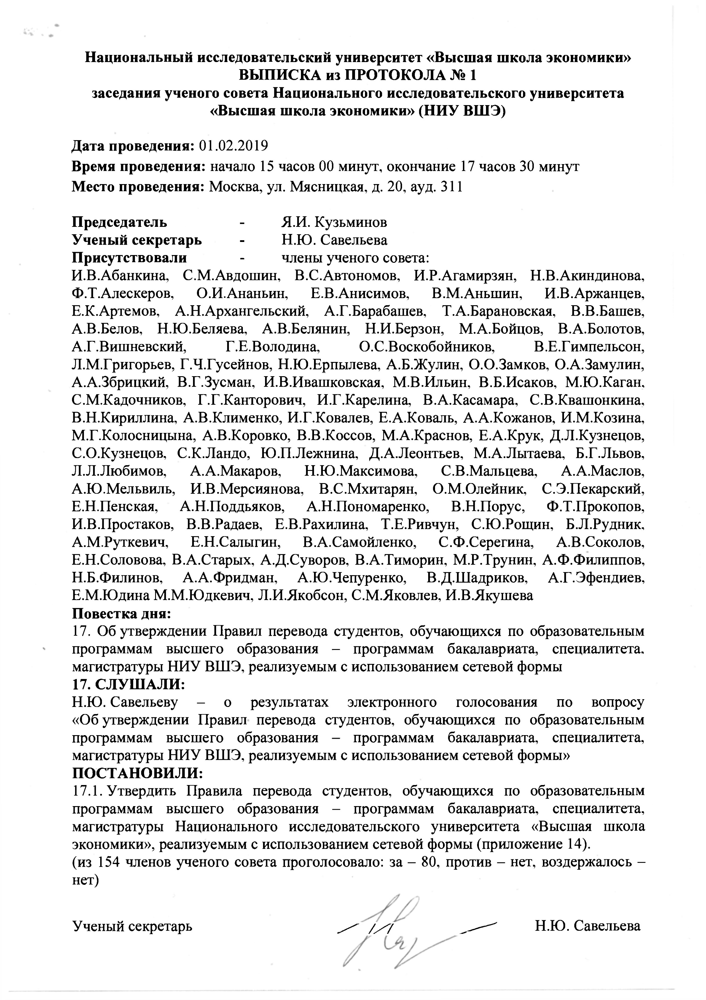 Национальный исследовательский университет «Высшая школа экономики»
ВЫПИСКА из ПРОТОКОЛА № 1
заседания ученого совета Национального исследовательского университета
«Высшая школа экономики» (НИУ ВШЭ)
Дата проведения: 01.02.2019
Время проведения: начало 15 часов 00 минут, окончание 17 часов 30 минут
Место проведения: Москва, ул. Мясницкая, д. 20, ауд. 311
Председатель - Я.И. Кузьминов
Ученый секретарь - Н.Ю. Савельева
Присутствовали - члены ученого совета:
И.В.Абанкина, С.М.Авдошин, В.С.Автономов, И.Р.Агамирзян, Н.В.Акиндинова,
Ф.Т.Алескеров, О.И.Ананьин, Е.В.Анисимов, В.М.Аньшин, И.В.Аржанцев,
Е.К.Артемов, А.Н.Архангельский, А.Г.Барабашев, Т.А.Барановская, В.В.Башев,
А.В.Белов, Н.Ю.Беляева, А.В.Белянин, Н.И.Берзон, М.А.Бойцов, В.А.Болотов,
А.Г.Вишневский, Г.Е.Володина, О.С.Воскобойников, В.Е.Гимпельсон,
Л.М.Григорьев, Г.Ч.Гусейнов, Н.Ю.Ерпылева, А.Б.Жулин, О.О.Замков, О.А.Замулин,
А.А.Збрицкий, В.Г.Зусман, И.В.Ивашковская, М.В.Ильин, В.Б.Исаков, М.Ю.Каган,
С.М.Кадочников, Г.Г.Канторович, И.Г.Карелина, В.А.Касамара, С.В.Квашонкина,
В.Н.Кириллина, А.В.Клименко, И.Г.Ковалев, Е.А.Коваль, А.А.Кожанов, И.М.Козина,
М.Г.Колосницына, А.В.Коровко, В.В.Коссов, М.А.Краснов, Е.А.Крук, Д.Л.Кузнецов,
С.О.Кузнецов, С.К.Ландо, Ю.П.Лежнина, Д.А.Леонтьев, М.А.Лытаева, Б.Г.Львов,
Л.Л.Любимов, А.А.Макаров, Н.Ю.Максимова, С.В.Мальцева, А.А.Маслов,
А.Ю.Мельвиль, И.В.Мерсиянова, В.С.Мхитарян, О.М.Олейник, С.Э.Пекарский,
Е.Н.Пенская, А.Н.Поддьяков, А.Н.Пономаренко, В.Н.Порус, Ф.Т.Прокопов,
И.В.Простаков, В.В.Радаев, Е.В.Рахилина, Т.Е.Ривчун, С.Ю.Рощин, Б.Л.Рудник,
А.М.Руткевич, Е.Н.Салыгин, В.А.Самойленко, С.Ф.Серегина, А.В.Соколов,
Е.Н.Соловова, В.А.Старых, А.Д.Суворов, В.А.Тиморин, М.Р.Трунин, А.Ф.Филиппов,
Н.Б.Филинов, А.А.Фридман, А.Ю.Чепуренко, В.Д.Шадриков, А.Г.Эфендиев,
Е.М.Юдина М.М.Юдкевич, Л.И.Якобсон, С.М.Яковлев, И.В.Якушева
Повестка дня:
17. Об утверждении Правил перевода студентов, обучающихся по образовательным
программам высшего образования – программам бакалавриата, специалитета,
магистратуры НИУ ВШЭ, реализуемым с использованием сетевой формы
17. СЛУШАЛИ:
Н.Ю. Савельеву – о результатах электронного голосования по вопросу
«Об утверждении Правил перевода студентов, обучающихся по образовательным
программам высшего образования – программам бакалавриата, специалитета,
магистратуры НИУ ВШЭ, реализуемым с использованием сетевой формы»
ПОСТАНОВИЛИ:
17.1. Утвердить Правила перевода студентов, обучающихся по образовательным
программам высшего образования – программам бакалавриата, специалитета,
магистратуры Национального исследовательского университета «Высшая школа
экономики», реализуемым с использованием сетевой формы (приложение 14).
(из 154 членов ученого совета проголосовало: за – 80, против – нет, воздержалось –
нет)
Ученый секретарь Н.Ю. Савельева